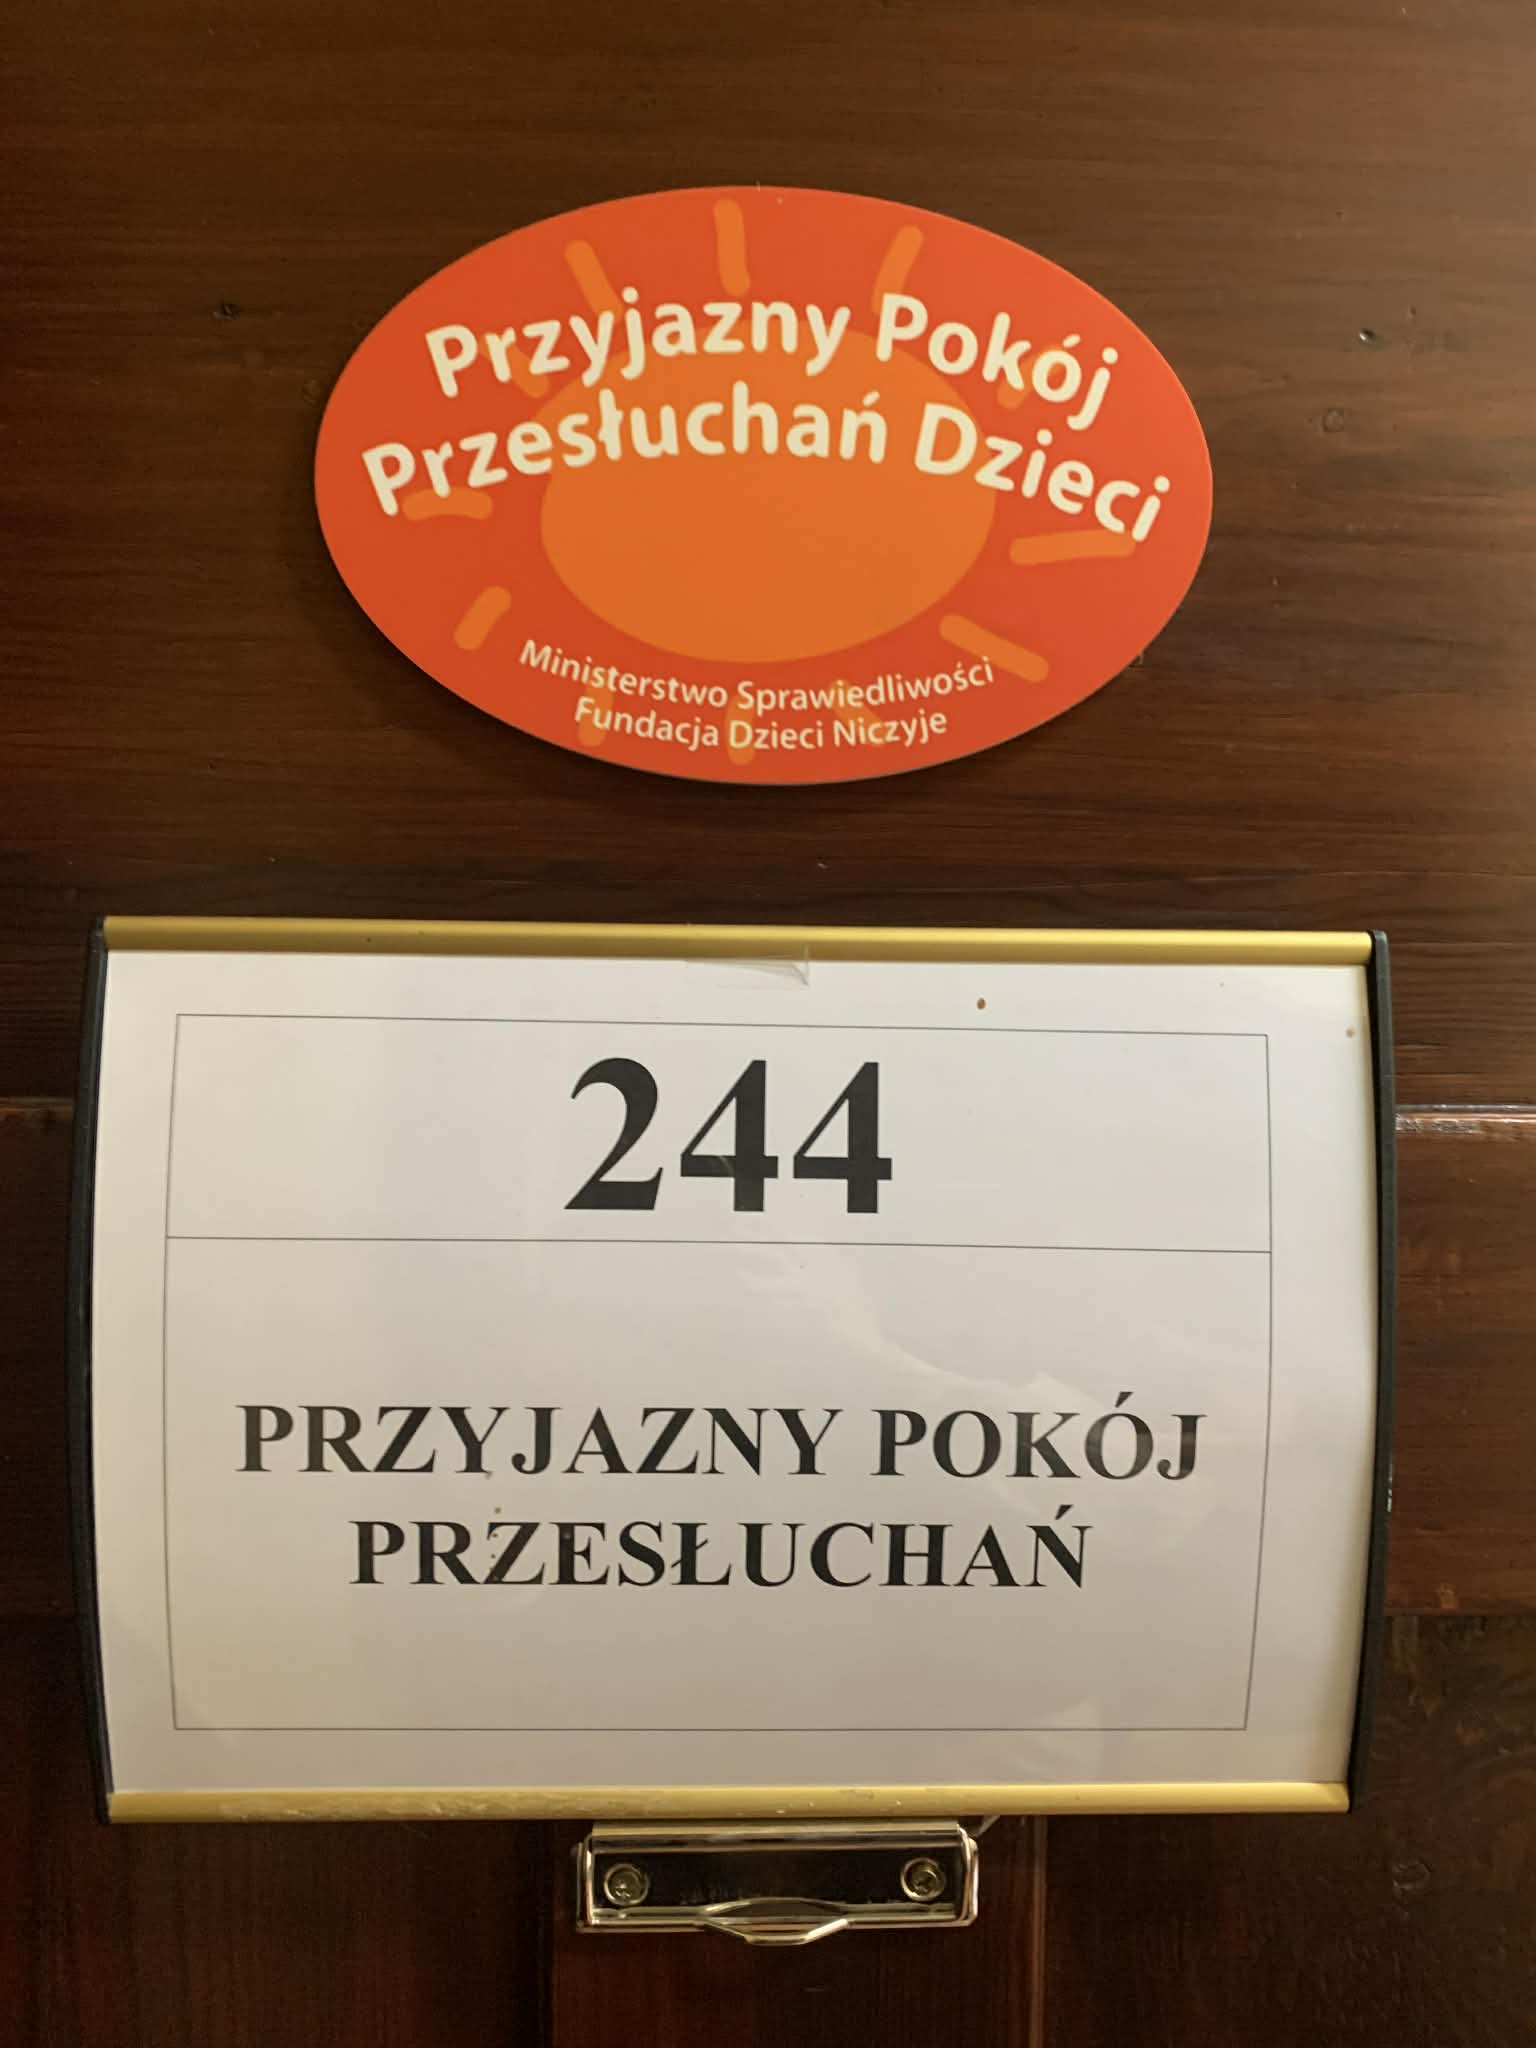 Przyjazny Pokój
Przesłuchań Dzieci
Ministerstwo Sprawiedliwości
Fundacja Dzieci Niczyje
244
PRZYJAZNY POKÓJ
PRZESŁUCHAŃ